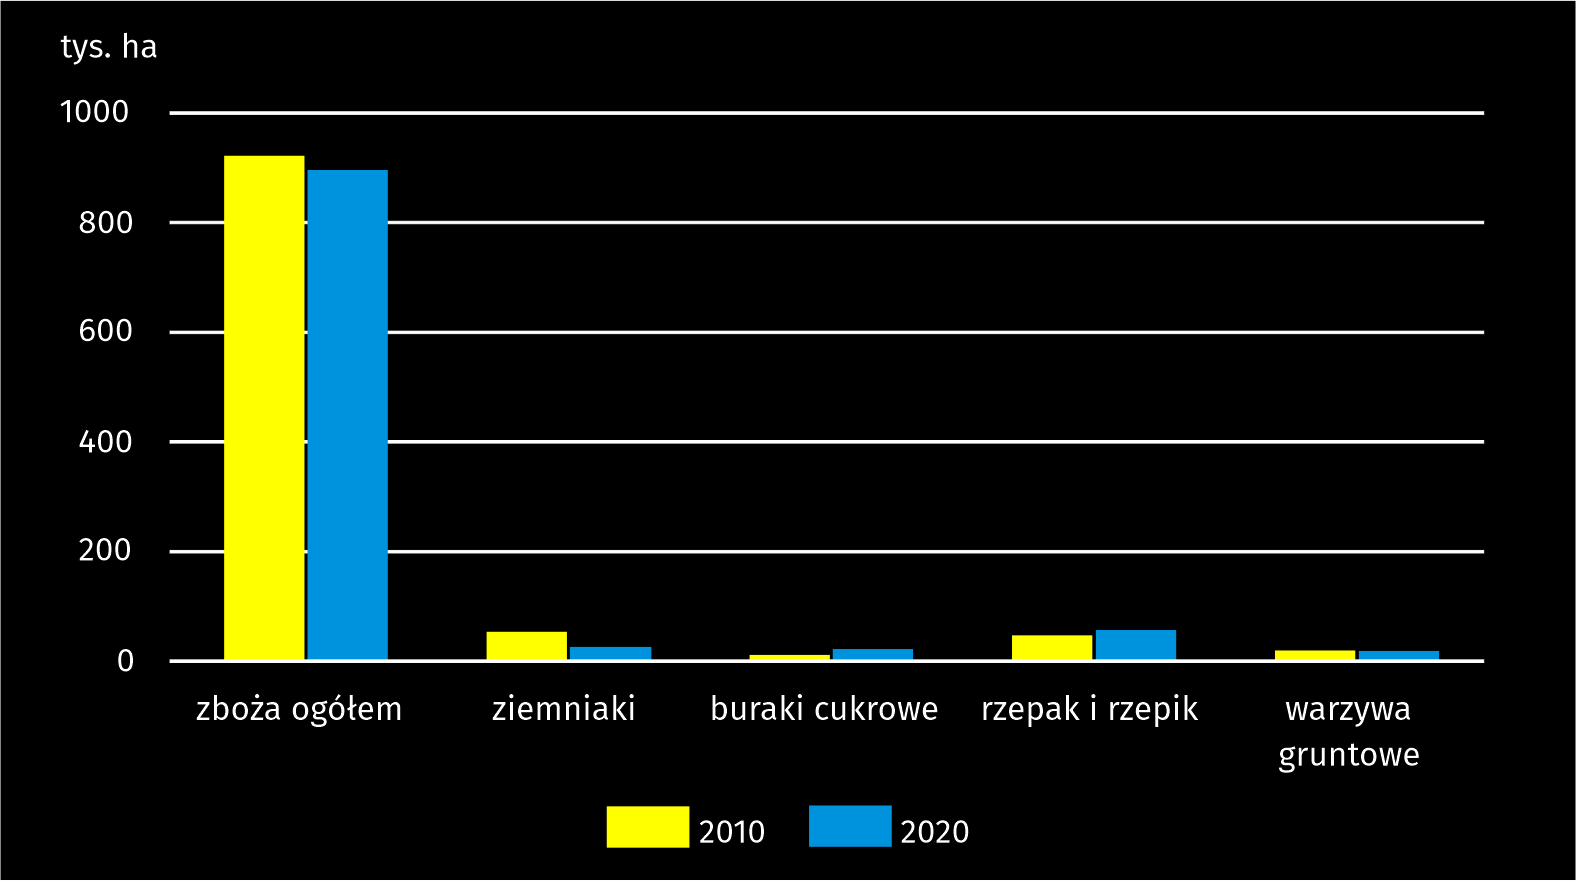 tys. ha
1000
800
600
400
200
0
zboża ogółem
ziemniaki
buraki cukrowe
rzepak i rzepik
warzywa
gruntowe
2010
2020